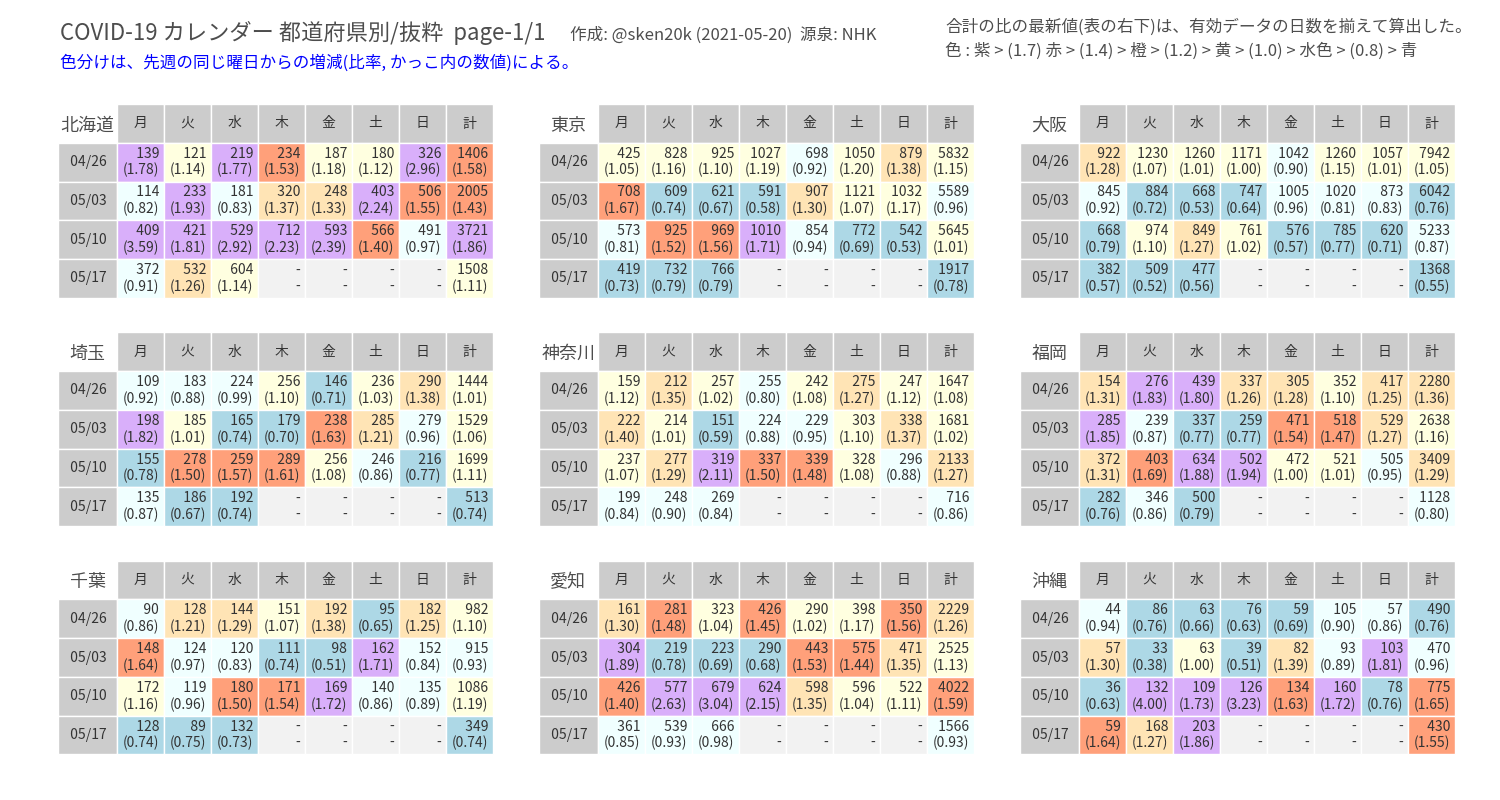 COVID-19 カレンダー 都道府県別/抜粋 page-1/1 作成: @sken20k (2021-05-20) 源泉: NHK
合計の比の最新値(表の右下)は、有効データの日数を揃えて算出した。
色分けは、先週の同じ曜日からの増減(比率, かっこ内の数値)による。
色 : 紫 > (1.7) 赤 > (1.4) > 橙 > (1.2) > 黄 > (1.0) > 水色 > (0.8) > 青
北海道 月 火 水 木 金 土 日 計
04/26 139 121 219 234 187 180 326 1406
(1.78) (1.14) (1.77) (1.53) (1.18) (1.12) (2.96) (1.58)
05/03 114 233 181 320 248 403 506 2005
(0.82) (1.93) (0.83) (1.37) (1.33) (2.24) (1.55) (1.43)
05/10 409 421 529 712 593 566 491 3721
(3.59) (1.81) (2.92) (2.23) (2.39) (1.40) (0.97) (1.86)
05/17 372 532 604 - - - - 1508
(0.91) (1.26) (1.14) - - - - (1.11)
東京 月 火 水 木 金 土 日 計
04/26 425 828 925 1027 698 1050 879 5832
(1.05) (1.16) (1.10) (1.19) (0.92) (1.20) (1.38) (1.15)
05/03 708 609 621 591 907 1121 1032 5589
(1.67) (0.74) (0.67) (0.58) (1.30) (1.07) (1.17) (0.96)
05/10 573 925 969 1010 854 772 542 5645
(0.81) (1.52) (1.56) (1.71) (0.94) (0.69) (0.53) (1.01)
05/17 419 732 766 - - - - 1917
(0.73) (0.79) (0.79) - - - - (0.78)
大阪 月 火 水 木 金 土 日 計
04/26 922 1230 1260 1171 1042 1260 1057 7942
(1.28) (1.07) (1.01) (1.00) (0.90) (1.15) (1.01) (1.05)
05/03 845 884 668 747 1005 1020 873 6042
(0.92) (0.72) (0.53) (0.64) (0.96) (0.81) (0.83) (0.76)
05/10 668 974 849 761 576 785 620 5233
(0.79) (1.10) (1.27) (1.02) (0.57) (0.77) (0.71) (0.87)
05/17 382 509 477 - - - - 1368
(0.57) (0.52) (0.56) - - - - (0.55)
埼玉 月 火 水 木 金 土 日 計
04/26 109 183 224 256 146 236 290 1444
(0.92) (0.88) (0.99) (1.10) (0.71) (1.03) (1.38) (1.01)
05/03 198 185 165 179 238 285 279 1529
(1.82) (1.01) (0.74) (0.70) (1.63) (1.21) (0.96) (1.06)
05/10 155 278 259 289 256 246 216 1699
(0.78) (1.50) (1.57) (1.61) (1.08) (0.86) (0.77) (1.11)
05/17 135 186 192 - - - - 513
(0.87) (0.67) (0.74) - - - - (0.74)
神奈川 月 火 水 木 金 土 日 計
04/26 159 212 257 255 242 275 247 1647
(1.12) (1.35) (1.02) (0.80) (1.08) (1.27) (1.12) (1.08)
05/03 222 214 151 224 229 303 338 1681
(1.40) (1.01) (0.59) (0.88) (0.95) (1.10) (1.37) (1.02)
05/10 237 277 319 337 339 328 296 2133
(1.07) (1.29) (2.11) (1.50) (1.48) (1.08) (0.88) (1.27)
05/17 199 248 269 - - - - 716
(0.84) (0.90) (0.84) - - - - (0.86)
福岡 月 火 水 木 金 土 日 計
04/26 154 276 439 337 305 352 417 2280
(1.31) (1.83) (1.80) (1.26) (1.28) (1.10) (1.25) (1.36)
05/03 285 239 337 259 471 518 529 2638
(1.85) (0.87) (0.77) (0.77) (1.54) (1.47) (1.27) (1.16)
05/10 372 403 634 502 472 521 505 3409
(1.31) (1.69) (1.88) (1.94) (1.00) (1.01) (0.95) (1.29)
05/17 282 346 500 - - - - 1128
(0.76) (0.86) (0.79) - - - - (0.80)
千葉 月 火 水 木 金 土 日 計
04/26 90 128 144 151 192 95 182 982
(0.86) (1.21) (1.29) (1.07) (1.38) (0.65) (1.25) (1.10)
05/03 148 124 120 111 98 162 152 915
(1.64) (0.97) (0.83) (0.74) (0.51) (1.71) (0.84) (0.93)
05/10 172 119 180 171 169 140 135 1086
(1.16) (0.96) (1.50) (1.54) (1.72) (0.86) (0.89) (1.19)
05/17 128 89 132 - - - - 349
(0.74) (0.75) (0.73) - - - - (0.74)
愛知 月 火 水 木 金 土 日 計
04/26 161 281 323 426 290 398 350 2229
(1.30) (1.48) (1.04) (1.45) (1.02) (1.17) (1.56) (1.26)
05/03 304 219 223 290 443 575 471 2525
(1.89) (0.78) (0.69) (0.68) (1.53) (1.44) (1.35) (1.13)
05/10 426 577 679 624 598 596 522 4022
(1.40) (2.63) (3.04) (2.15) (1.35) (1.04) (1.11) (1.59)
05/17 361 539 666 - - - - 1566
(0.85) (0.93) (0.98) - - - - (0.93)
沖縄 月 火 水 木 金 土 日 計
04/26 44 86 63 76 59 105 57 490
(0.94) (0.76) (0.66) (0.63) (0.69) (0.90) (0.86) (0.76)
05/03 57 33 63 39 82 93 103 470
(1.30) (0.38) (1.00) (0.51) (1.39) (0.89) (1.81) (0.96)
05/10 36 132 109 126 134 160 78 775
(0.63) (4.00) (1.73) (3.23) (1.63) (1.72) (0.76) (1.65)
05/17 59 168 203 - - - - 430
(1.64) (1.27) (1.86) - - - - (1.55)